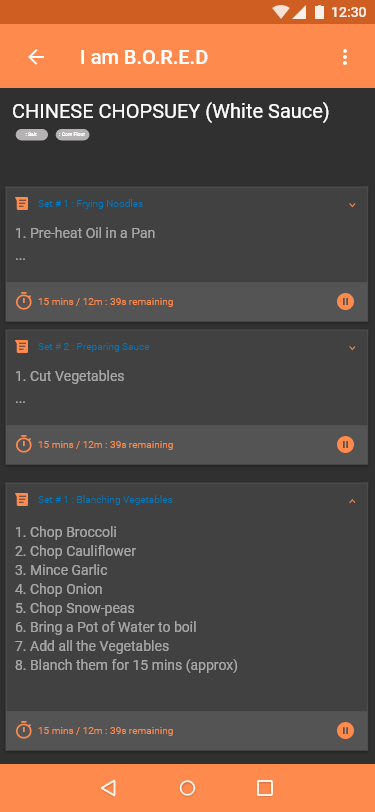 12:30
I am B.O.R.E.D
CHINESE CHOPSUEY (White Sauce)
: Salt : Corn Flour
Set # 1 : Frying Noodles
1. Pre-heat Oil in a Pan
...
15 mins / 12m : 39s remaining
Set # 2 : Preparing Sauce
1. Cut Vegetables
...
15 mins / 12m : 39s remaining
Set # 1 : Blanching Vegetables
1. Chop Broccoli
2. Chop Cauliflower
3. Mince Garlic
4. Chop Onion
5. Chop Snow-peas
6. Bring a Pot of Water to boil
7. Add all the Vegetables
8. Blanch them for 15 mins (approx)
15 mins / 12m : 39s remaining